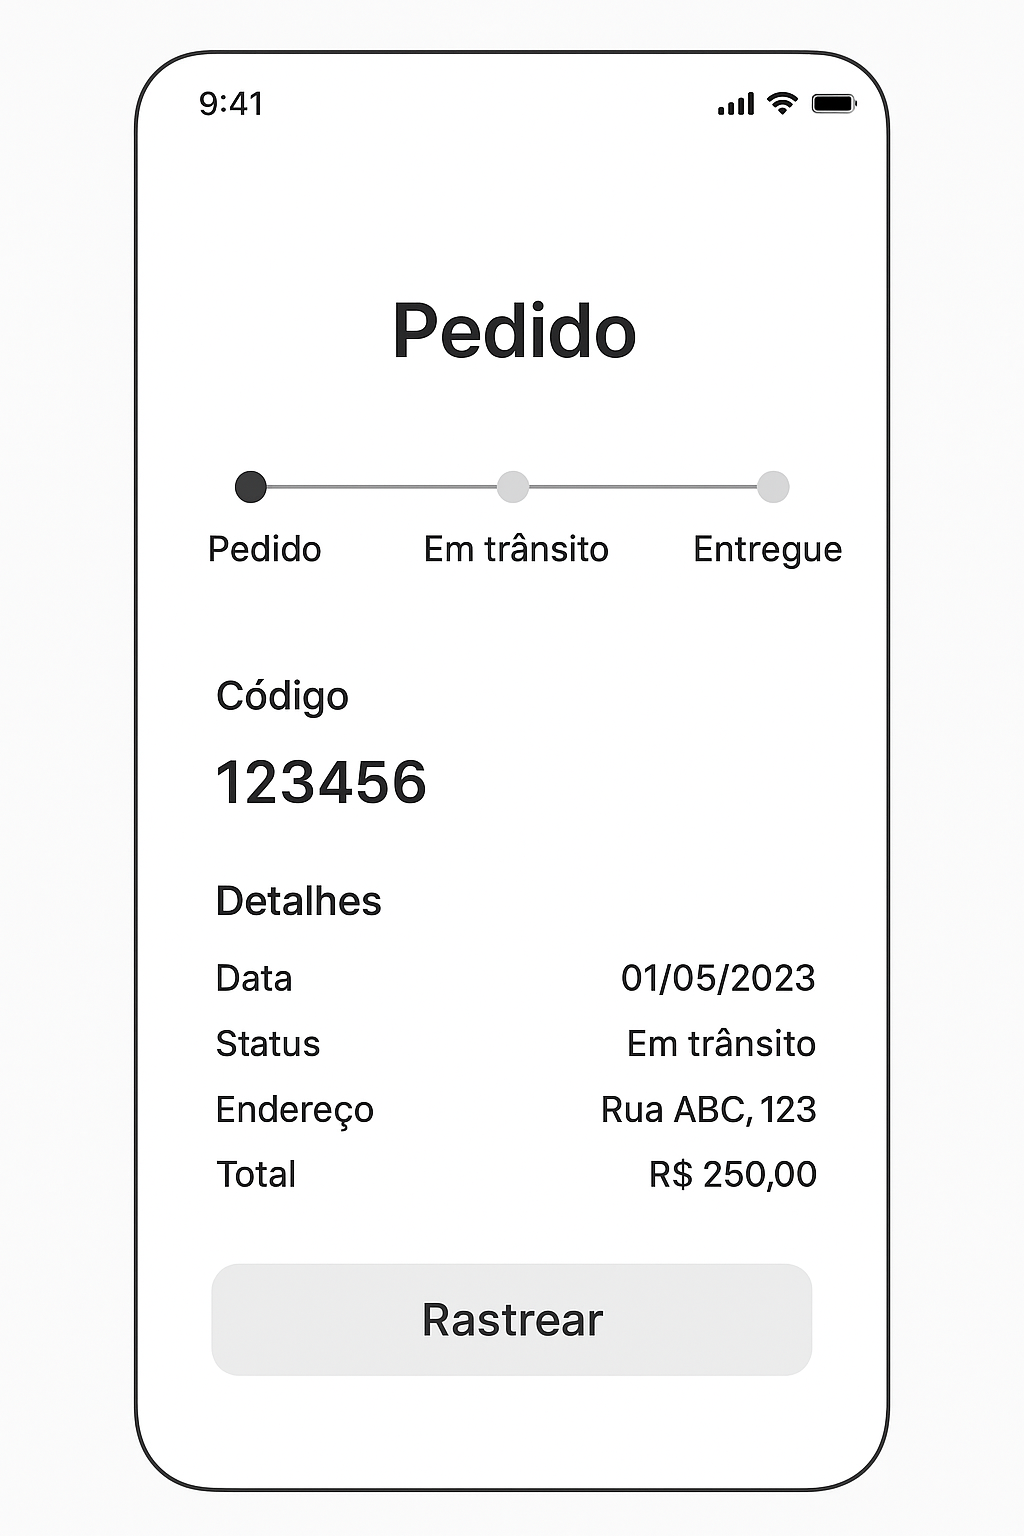 9:41
Pedido
Pedido Em trânsito Entregue
Código
123456
Detalhes
Data 01/05/2023
Status Em trânsito
Endereço Rua ABC, 123
Total R$ 250,00
Rastrear